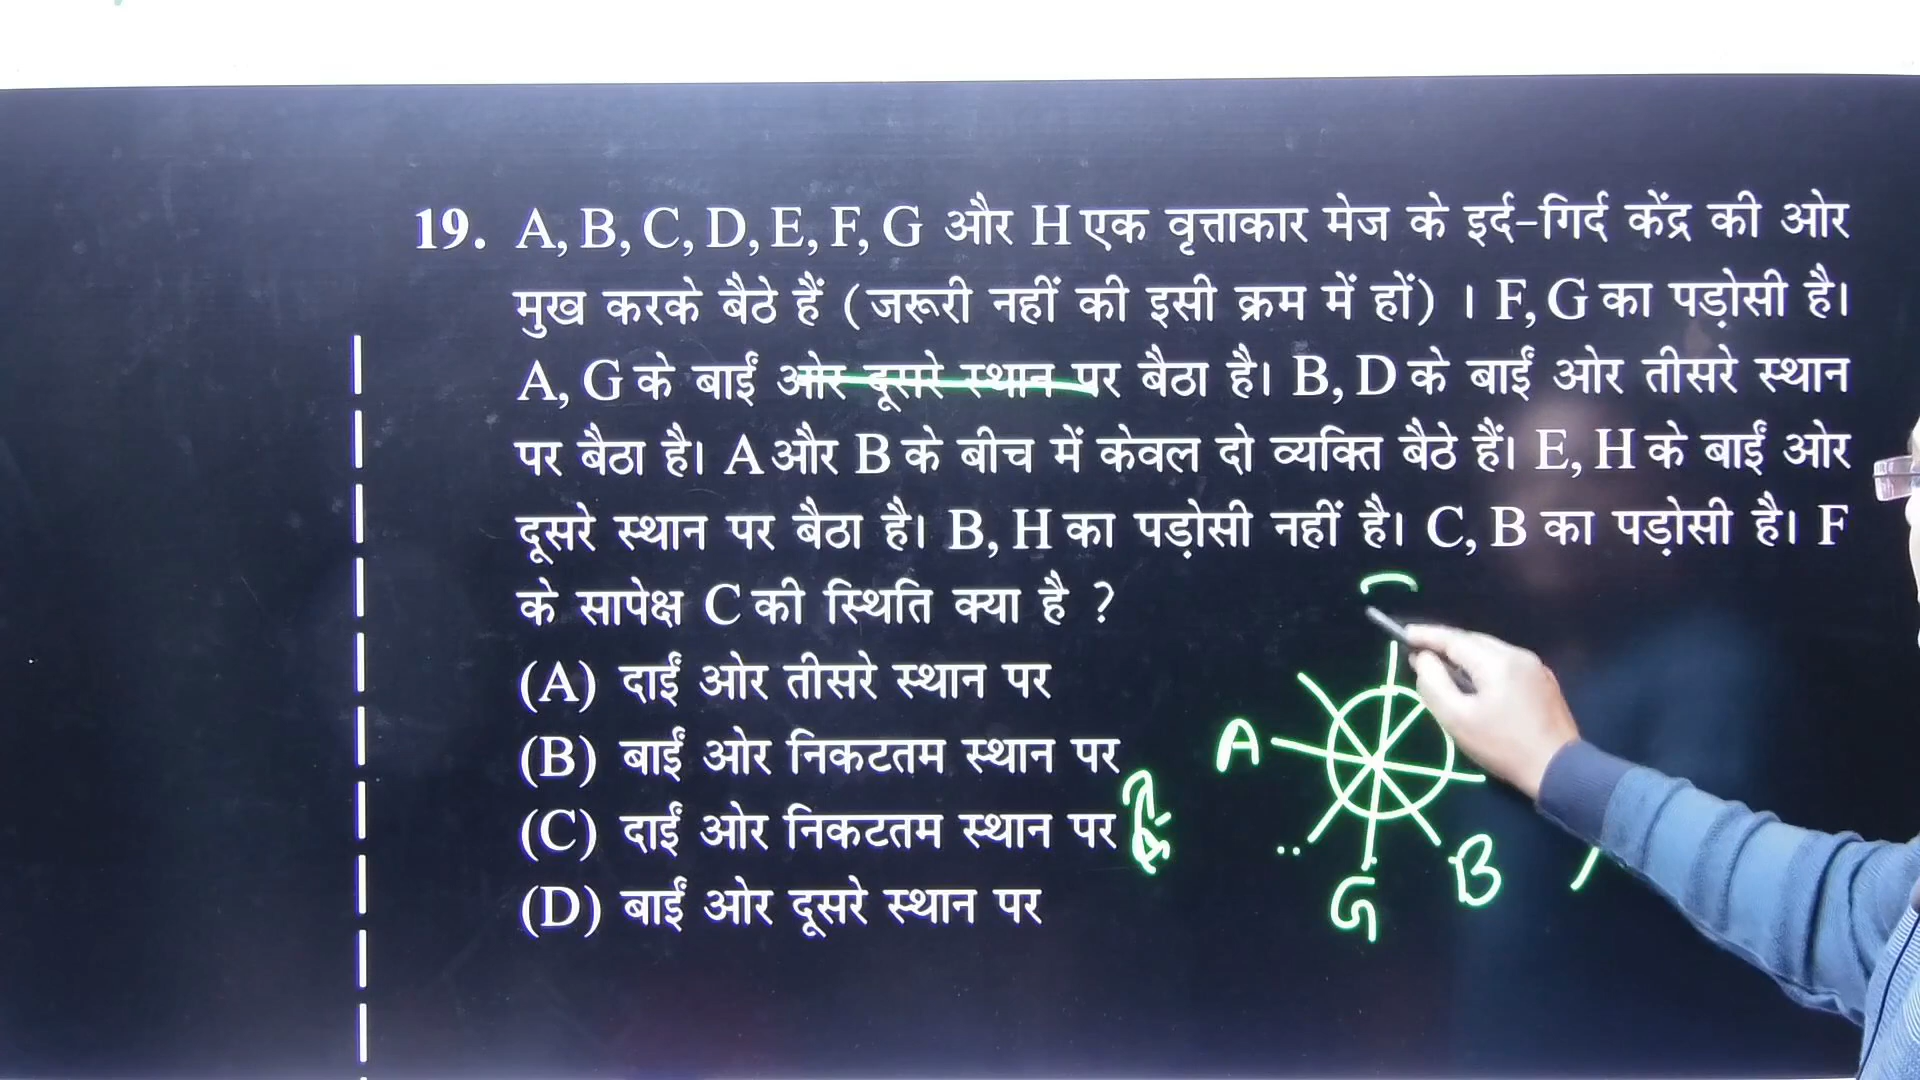 19. A, B, C, D, E, F, G और H एक वृत्ताकार मेज के इर्द-गिर्द केंद्र की ओर
मुख करके बैठे हैं (जरूरी नहीं की इसी क्रम में हों) । F, G का पड़ोसी है।
A, G के बाईं ओर दूसरे स्थान पर बैठा है। B, D के बाईं ओर तीसरे स्थान
पर बैठा है। A और B के बीच में केवल दो व्यक्ति बैठे हैं। E, H के बाईं ओर
दूसरे स्थान पर बैठा है। B, H का पड़ोसी नहीं है। C, B का पड़ोसी है। F
के सापेक्ष C की स्थिति क्या है ?
(A) दाईं ओर तीसरे स्थान पर
(B) बाईं ओर निकटतम स्थान पर
(C) दाईं ओर निकटतम स्थान पर
(D) बाईं ओर दूसरे स्थान पर
A
G
B